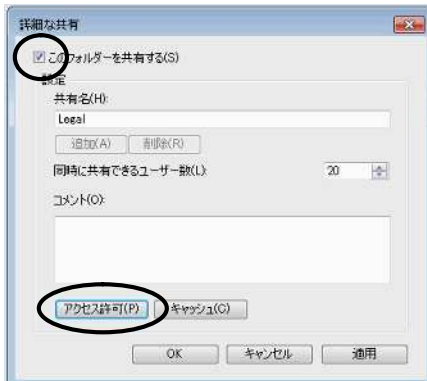 詳細な共有
このフォルダーを共有する(S)
設定
共有名(H):
Legal
追加(A) 削除(R)
同時に共有できるユーザー数(L): 20
コメント(O):
アクセス許可(P) キャッシュ(C)
OK キャンセル 適用